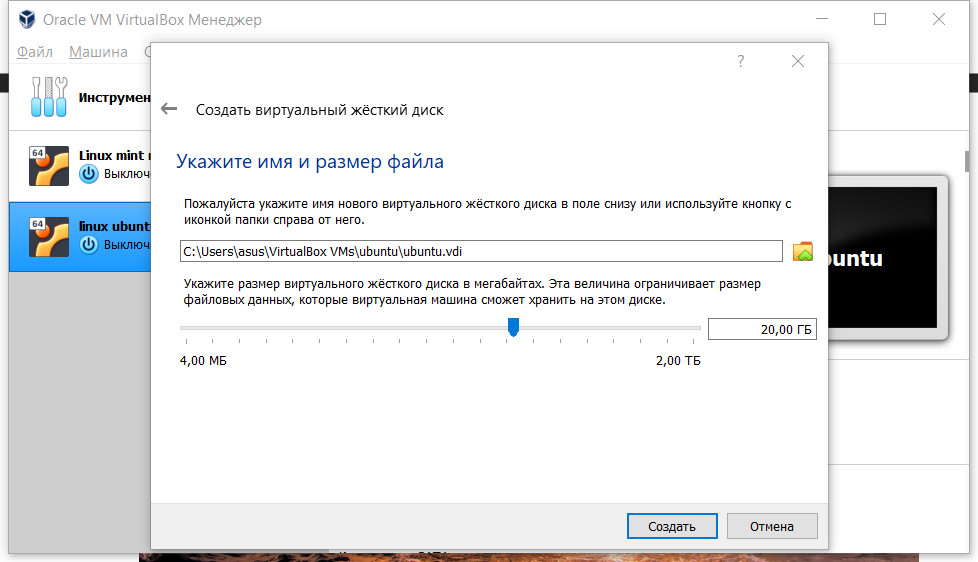 Oracle VM VirtualBox Менеджер
Файл Машина
?
Инструмен
Создать виртуальный жёсткий диск
64
Linux mint
Выключ
Укажите имя и размер файла
64
linux ubunt
Выключ
Пожалуйста укажите имя нового виртуального жёсткого диска в поле снизу или используйте кнопку с
иконкой папки справа от него.
C:\Users\asus\VirtualBox VMs\ubuntu\ubuntu.vdi
buntu
Укажите размер виртуального жёсткого диска в мегабайтах. Эта величина ограничивает размер
файловых данных, которые виртуальная машина сможет хранить на этом диске.
20,00 ГБ
4,00 МБ 2,00 ТБ
Создать Отмена